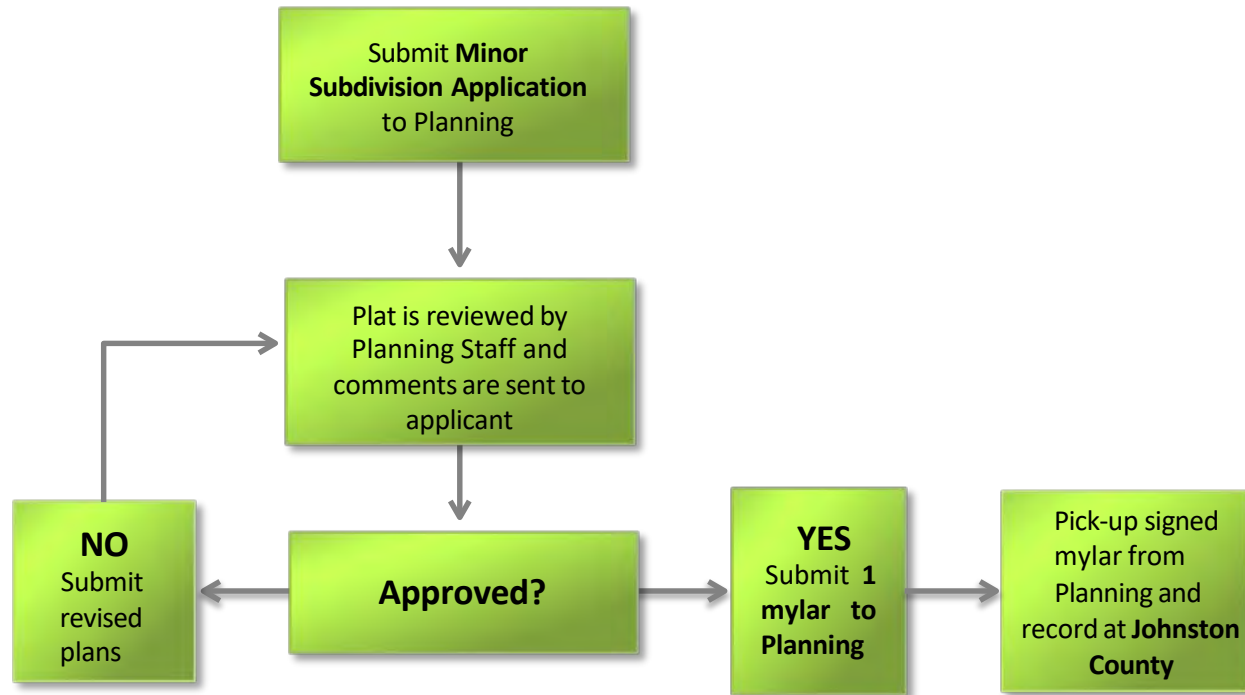 Submit Minor
Subdivision Application
to Planning
Plat is reviewed by
Planning Staff and
comments are sent to
applicant
NO
Submit
revised
plans
Approved?
YES
Submit 1
mylar to
Planning
Pick-up signed
mylar from
Planning and
record at Johnston
County